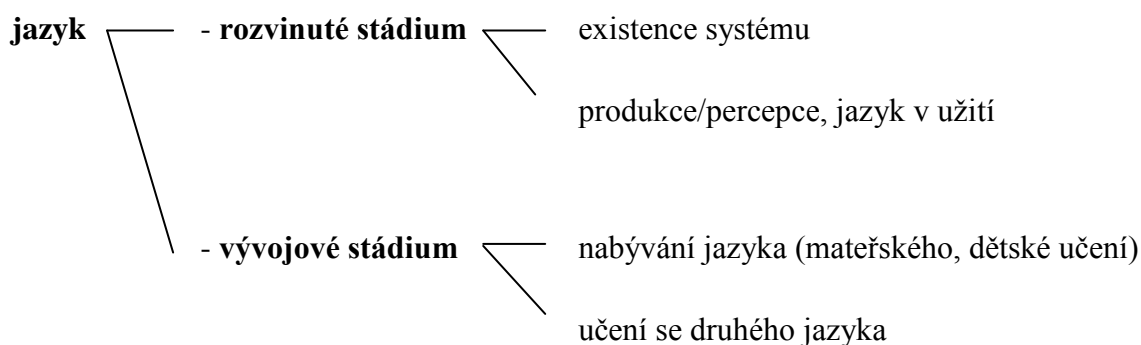 jazyk - rozvinuté stádium existence systému
produkce/percepce, jazyk v užití
- vývojové stádium nabývání jazyka (mateřského, dětské učení)
učení se druhého jazyka